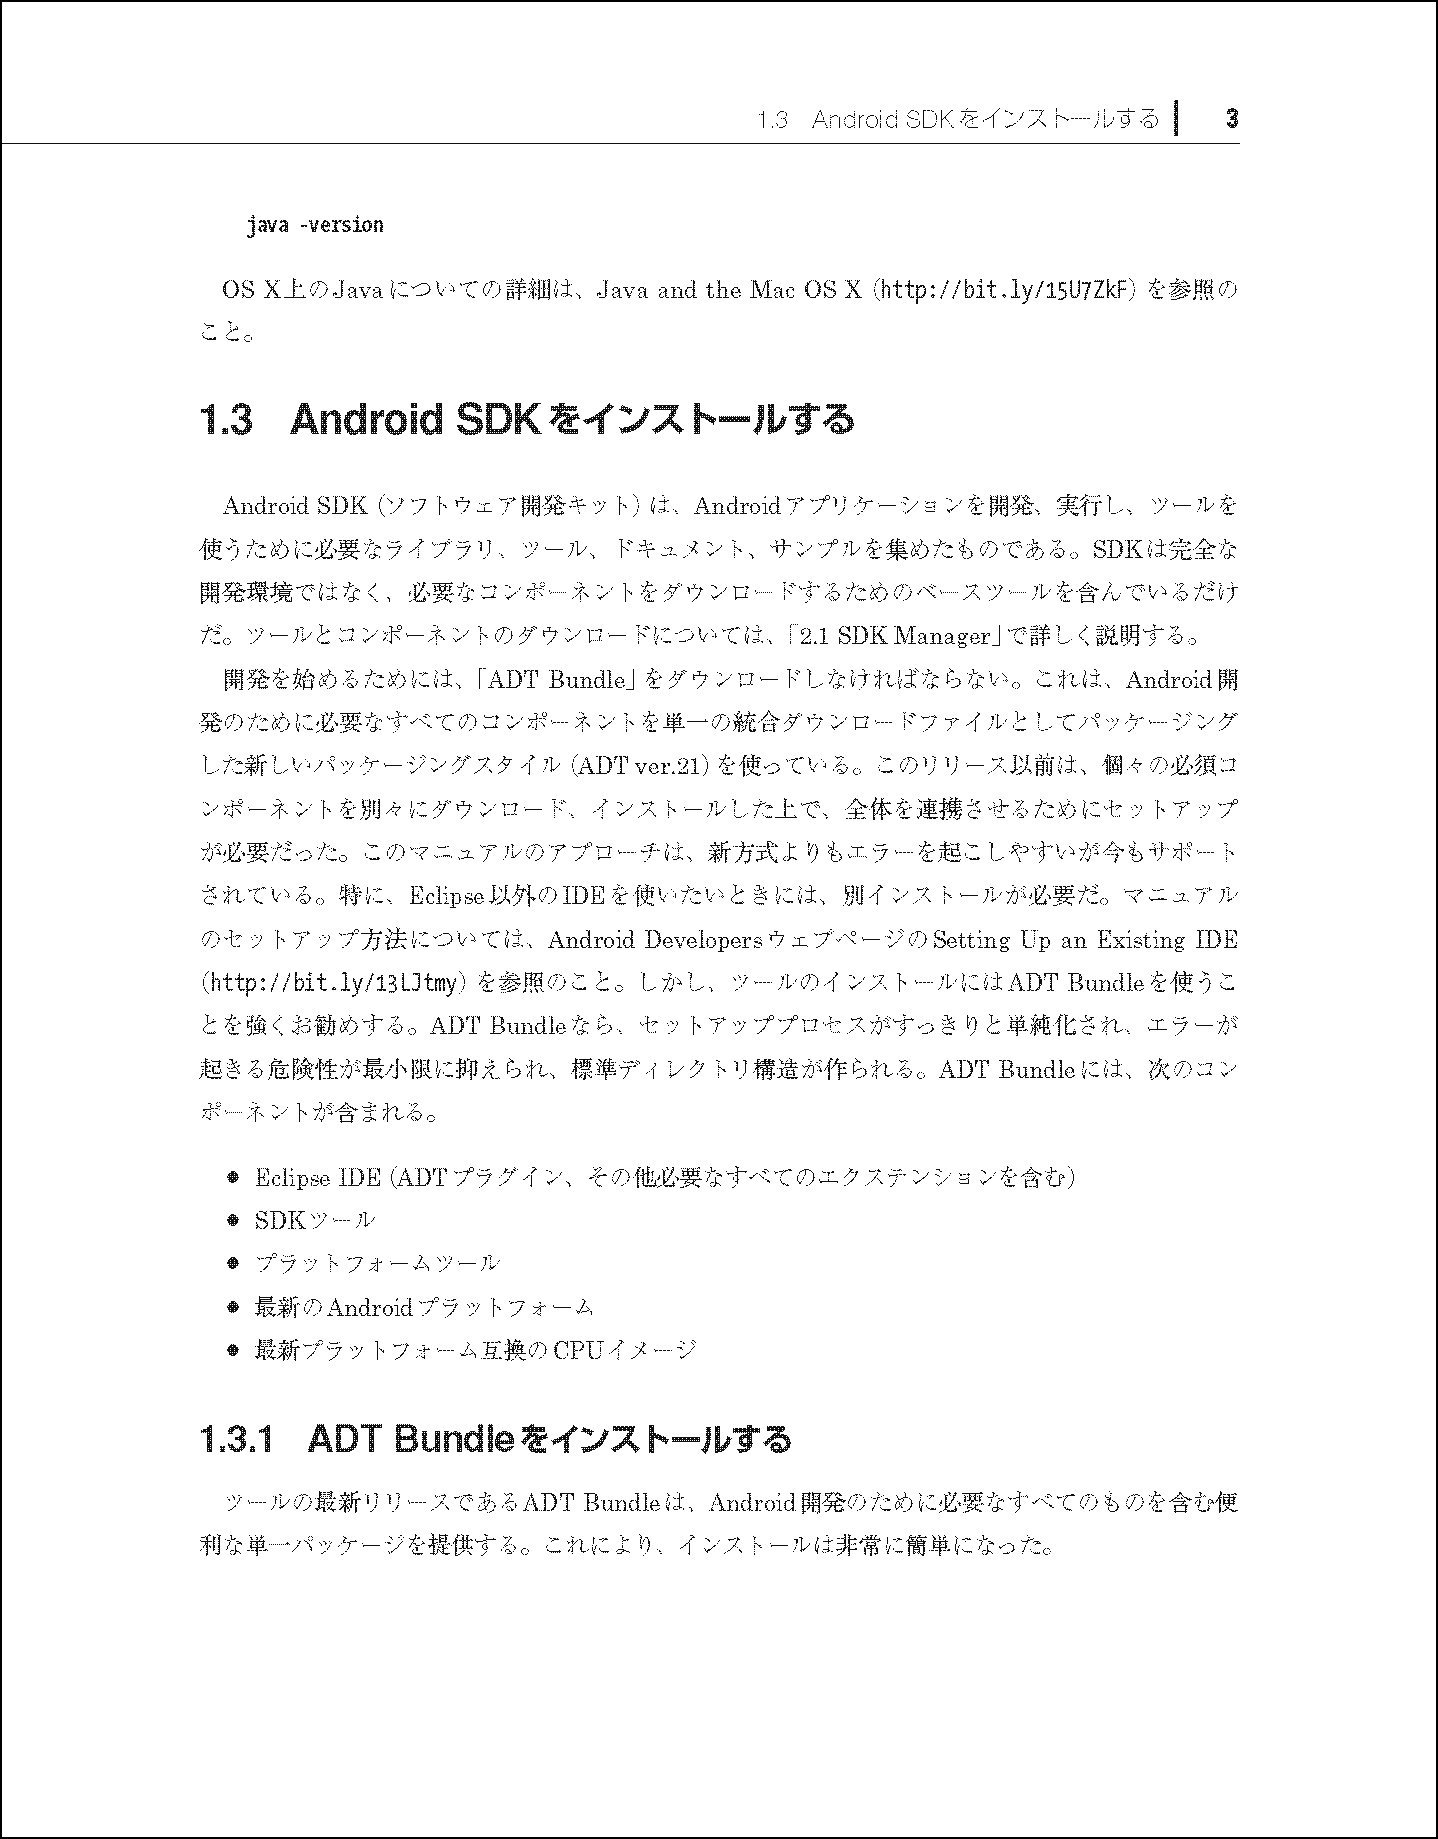 1.3 Android SDKをインストールする 3
java -version
OS X上のJavaについての詳細は、Java and the Mac OS X（http://bit.ly/15U7ZkF）を参照の
こと。
1.3 Android SDKをインストールする
Android SDK（ソフトウェア開発キット）は、Androidアプリケーションを開発、実行し、ツールを
使うために必要なライブラリ、ツール、ドキュメント、サンプルを集めたものである。SDKは完全な
開発環境ではなく、必要なコンポーネントをダウンロードするためのベースツールを含んでいるだけ
だ。ツールとコンポーネントのダウンロードについては、「2.1 SDK Manager」で詳しく説明する。
開発を始めるためには、「ADT Bundle」をダウンロードしなければならない。これは、Android開
発のために必要なすべてのコンポーネントを単一の統合ダウンロードファイルとしてパッケージング
した新しいパッケージングスタイル（ADT ver.21）を使っている。このリリース以前は、個々の必須コ
ンポーネントを別々にダウンロード、インストールした上で、全体を連携させるためにセットアップ
が必要だった。このマニュアルのアプローチは、新方式よりもエラーを起こしやすいが今もサポート
されている。特に、Eclipse以外のIDEを使いたいときには、別インストールが必要だ。マニュアル
のセットアップ方法については、Android DevelopersウェブページのSetting Up an Existing IDE
（http://bit.ly/13LJtmy）を参照のこと。しかし、ツールのインストールにはADT Bundleを使うこ
とを強くお勧めする。ADT Bundleなら、セットアッププロセスがすっきりと単純化され、エラーが
起きる危険性が最小限に抑えられ、標準ディレクトリ構造が作られる。ADT Bundleには、次のコン
ポーネントが含まれる。
● Eclipse IDE（ADTプラグイン、その他必要なすべてのエクステンションを含む）
● SDKツール
● プラットフォームツール
● 最新のAndroidプラットフォーム
● 最新プラットフォーム互換のCPUイメージ
1.3.1 ADT Bundleをインストールする
ツールの最新リリースであるADT Bundleは、Android開発のために必要なすべてのものを含む便
利な単一パッケージを提供する。これにより、インストールは非常に簡単になった。